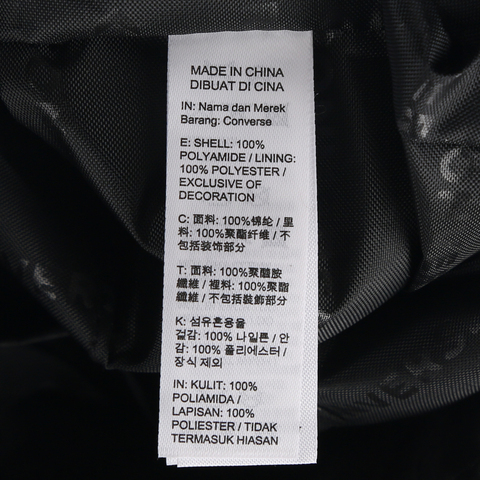 MADE IN CHINA
DIBUAT DI CINA
IN: Nama dan Merek
Barang: Converse
E: SHELL: 100%
POLYAMIDE / LINING:
100% POLYESTER /
EXCLUSIVE OF
DECORATION
C: 面料: 100%锦纶 / 里
料: 100%聚酯纤维 / 不
包括装饰部分
T: 面料: 100%聚醯胺
纖維 / 裡料: 100%聚酯
纖維 / 不包括裝飾部分
K: 섬유혼용율
겉감: 100% 나일론 / 안
감: 100% 폴리에스터 /
장식 제외
IN: KULIT: 100%
POLIAMIDA /
LAPISAN: 100%
POLIESTER / TIDAK
TERMASUK HIASAN